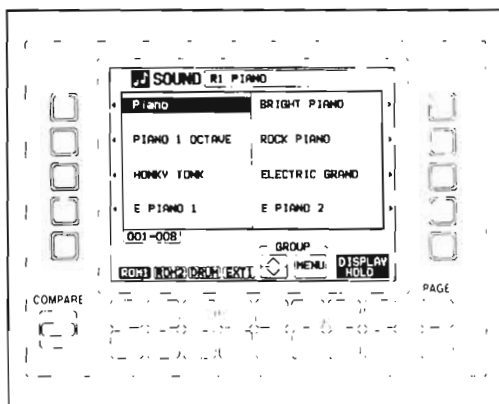 SOUND R1 PIANO
Piano BRIGHT PIANO
PIANO 1 OCTAVE ROCK PIANO
HONKY TONK ELECTRIC GRAND
E PIANO 1 E PIANO 2
001-008
GROUP
ROM1 ROM2 DRUM EXT1 MENU DISPLAY HOLD
COMPARE PAGE